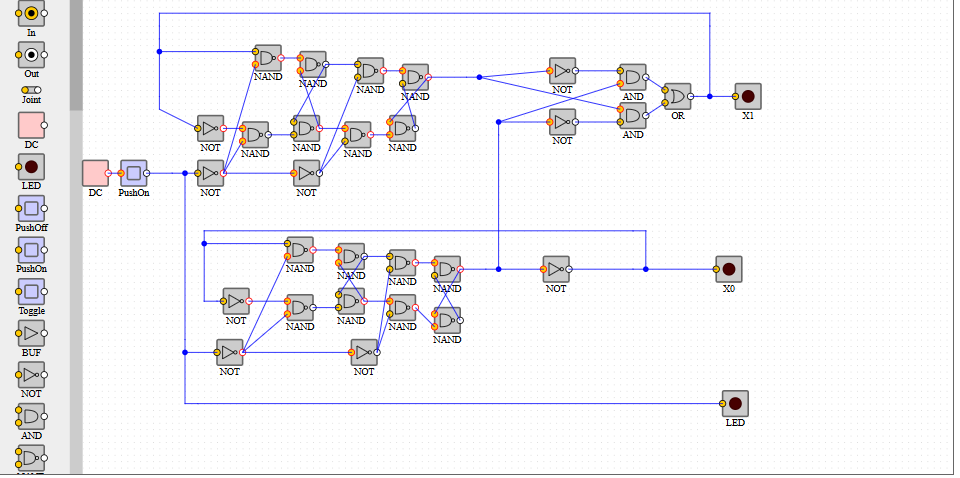 In
Out
Joint
DC
LED
PushOff
PushOn
Toggle
BUF
NOT
AND
NAND
NAND
NAND
NAND
NOT
NAND
NAND
NAND
NAND
DC
PushOn
NOT
NOT
NOT
AND
OR
X1
NOT
AND
NAND
NAND
NAND
NAND
NOT
X0
NOT
NAND
NAND
NAND
NAND
NOT
NOT
LED